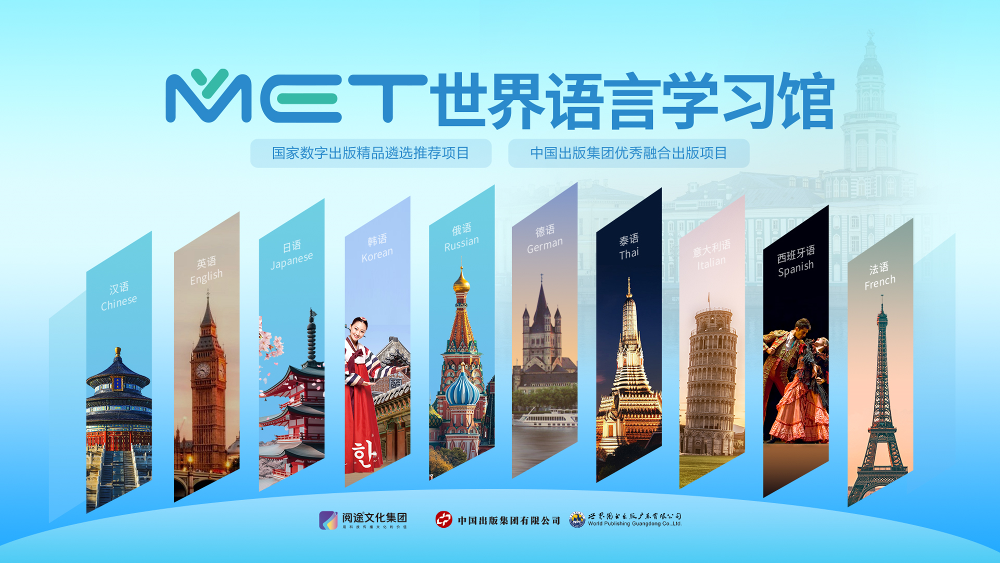 MET世界语言学习馆
国家数字出版精品遴选推荐项目
中国出版集团优秀融合出版项目
汉语
Chinese
英语
English
日语
Japanese
韩语
Korean
俄语
Russian
德语
German
泰语
Thai
意大利语
Italian
西班牙语
Spanish
法语
French
한
阅途文化集团
用科技传播文化的价值
中国出版集团有限公司
WPC
世界图书出版广东有限公司
World Publishing Guangdong Co.,Ltd.